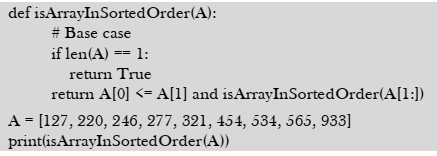 def isArrayInSortedOrder(A):
# Base case
if len(A) == 1:
return True
return A[0] <= A[1] and isArrayInSortedOrder(A[1:])
A = [127, 220, 246, 277, 321, 454, 534, 565, 933]
print(isArrayInSortedOrder(A))